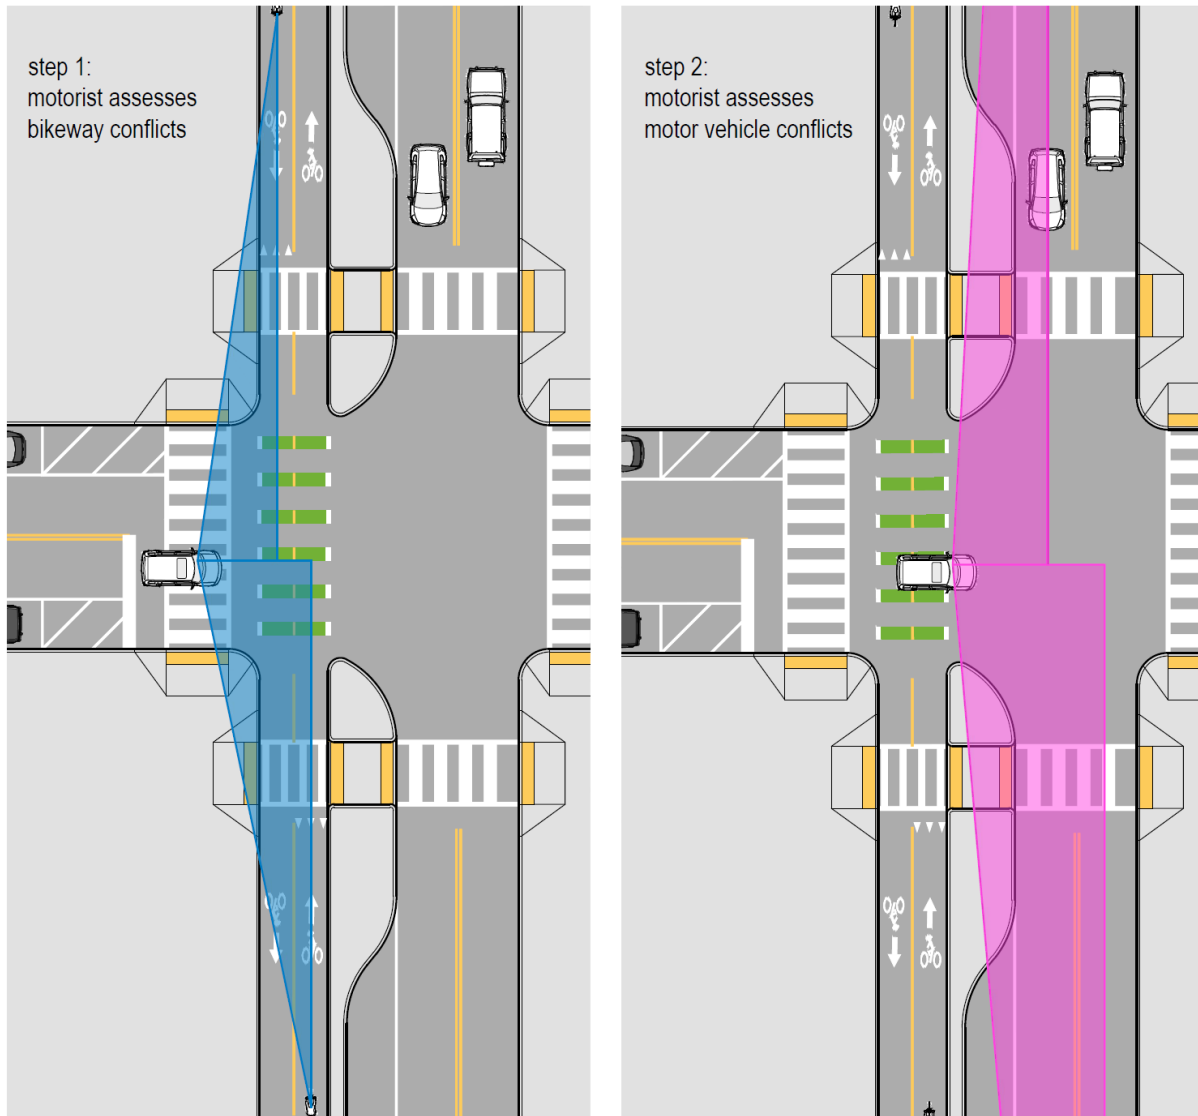 step 1:
motorist assesses
bikeway conflicts
step 2:
motorist assesses
motor vehicle conflicts